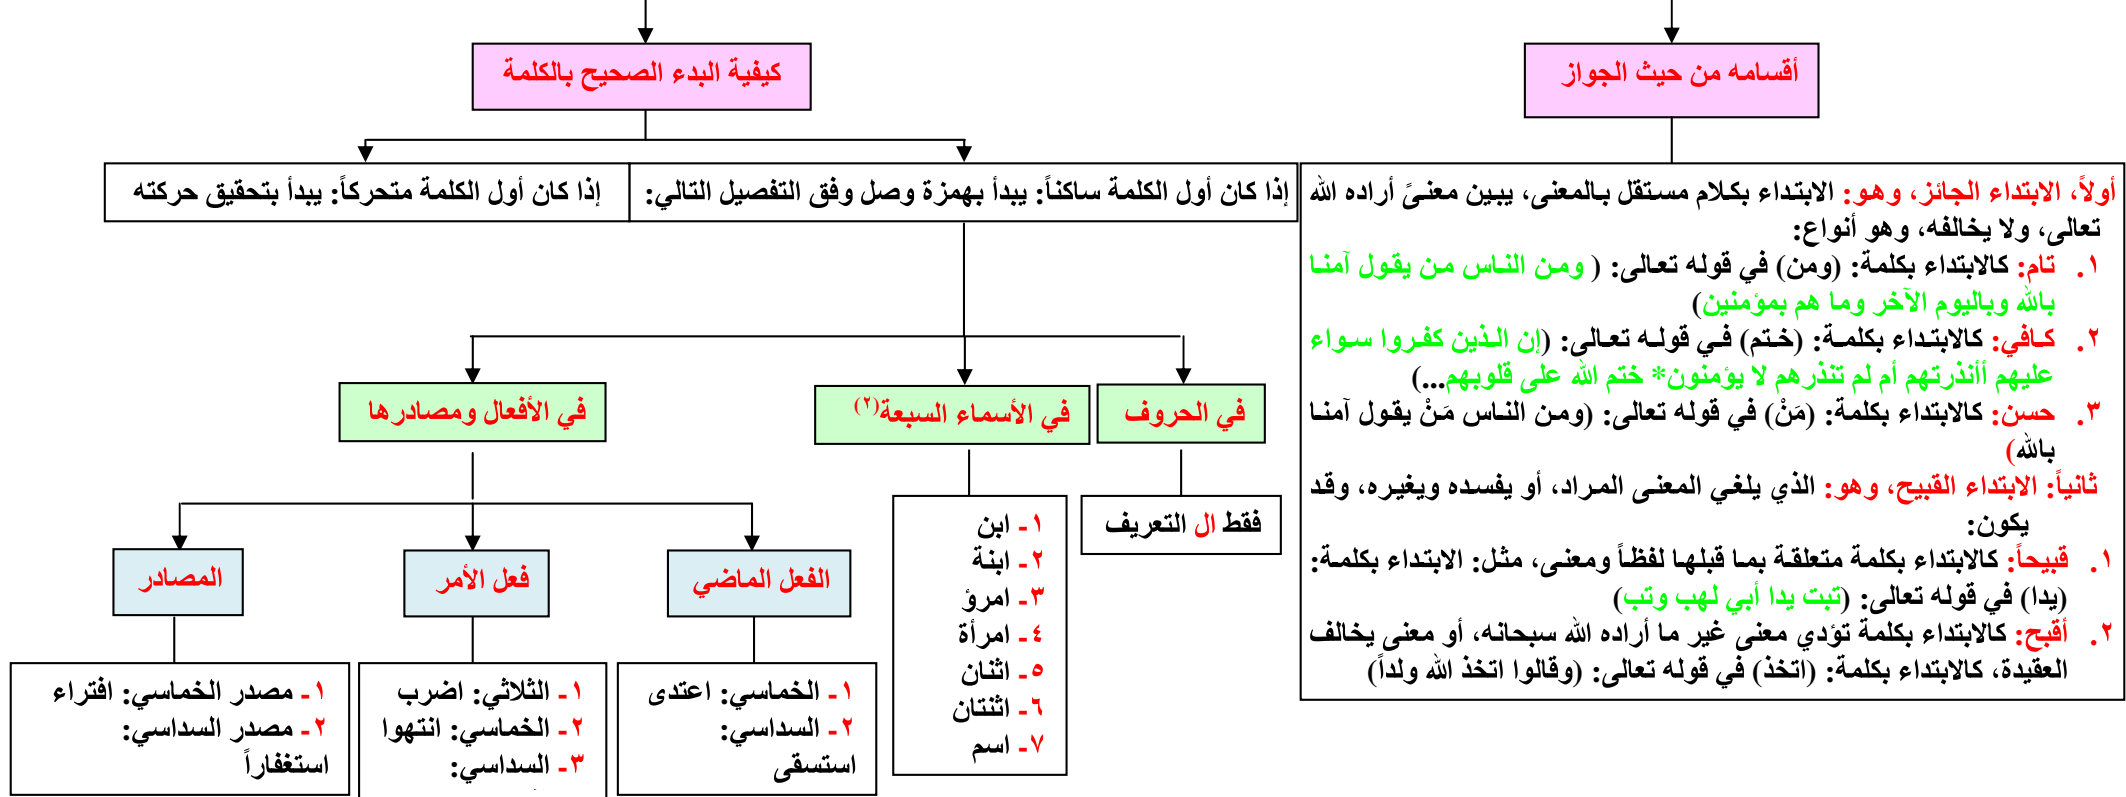 أقسامه من حيث الجواز
أولاً، الابتداء الجائز، وهو: الابتداء بكلام مستقل بالمعنى، يبين معنىً أراده الله
تعالى، ولا يخالفه، وهو أنواع:
١. تام: كالابتداء بكلمة: (ومن) في قوله تعالى: ( ومن الناس من يقول آمنا
بالله وباليوم الآخر وما هم بمؤمنين)
٢. كافي: كالابتداء بكلمة: (ختم) في قوله تعالى: (إن الذين كفروا سواء
عليهم أأنذرتهم أم لم تنذرهم لا يؤمنون* ختم الله على قلوبهم...)
٣. حسن: كالابتداء بكلمة: (مَنْ) في قوله تعالى: (ومن الناس مَنْ يقول آمنا
بالله)
ثانياً: الابتداء القبيح، وهو: الذي يلغي المعنى المراد، أو يفسده ويغيره، وقد
يكون:
١. قبيحاً: كالابتداء بكلمة متعلقة بما قبلها لفظاً ومعنى، مثل: الابتداء بكلمة:
(يدا) في قوله تعالى: (تبت يدا أبي لهب وتب)
٢. أقبح: كالابتداء بكلمة تؤدي معنى غير ما أراده الله سبحانه، أو معنى يخالف
العقيدة، كالابتداء بكلمة: (اتخذ) في قوله تعالى: (وقالوا اتخذ الله ولداً)
كيفية البدء الصحيح بالكلمة
إذا كان أول الكلمة ساكناً: يبدأ بهمزة وصل وفق التفصيل التالي:
إذا كان أول الكلمة متحركاً: يبدأ بتحقيق حركته
في الحروف
فقط ال التعريف
في الأسماء السبعة(٢)
١- ابن
٢- ابنة
٣- امرؤ
٤- امرأة
٥- اثنان
٦- اثنتان
٧- اسم
في الأفعال ومصادرها
الفعل الماضي
١- الخماسي: اعتدى
٢- السداسي:
استسقى
فعل الأمر
١- الثلاثي: اضرب
٢- الخماسي: انتهوا
٣- السداسي:
المصادر
١- مصدر الخماسي: افتراء
٢- مصدر السداسي:
استغفاراً